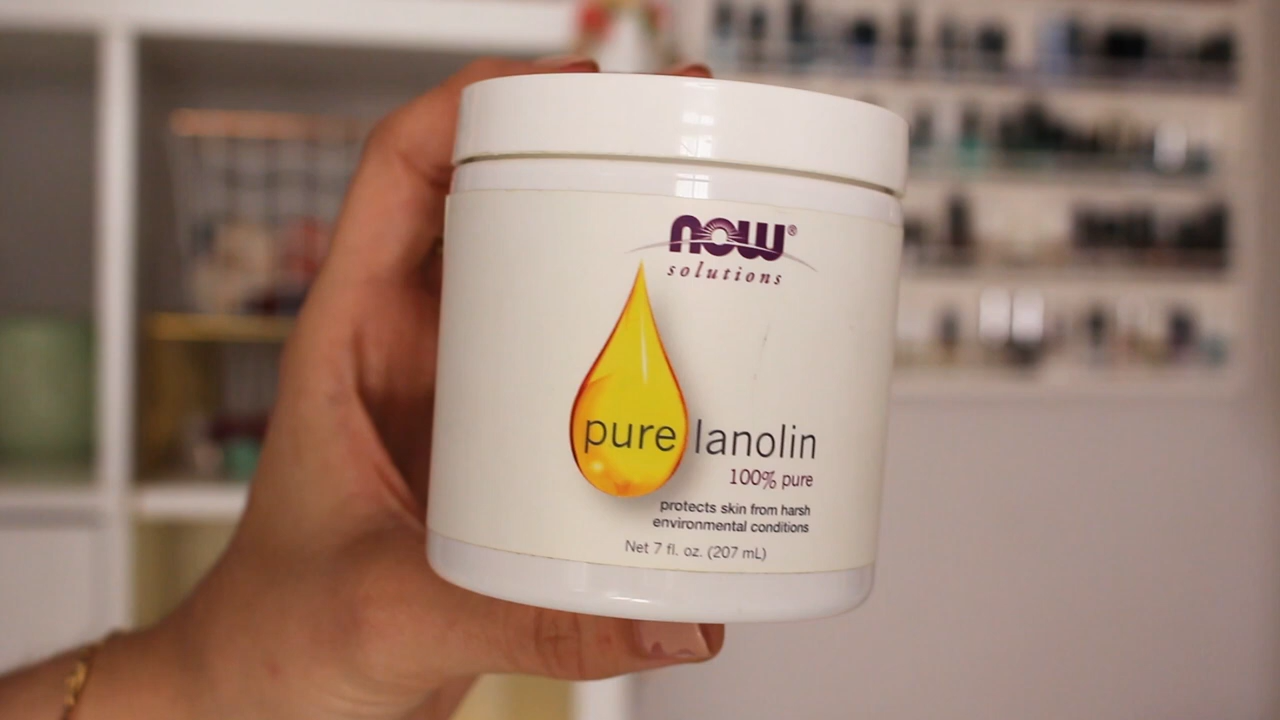 now®
solutions
pure lanolin
100% pure
protects skin from harsh
environmental conditions
Net 7 fl. oz. (207 mL)